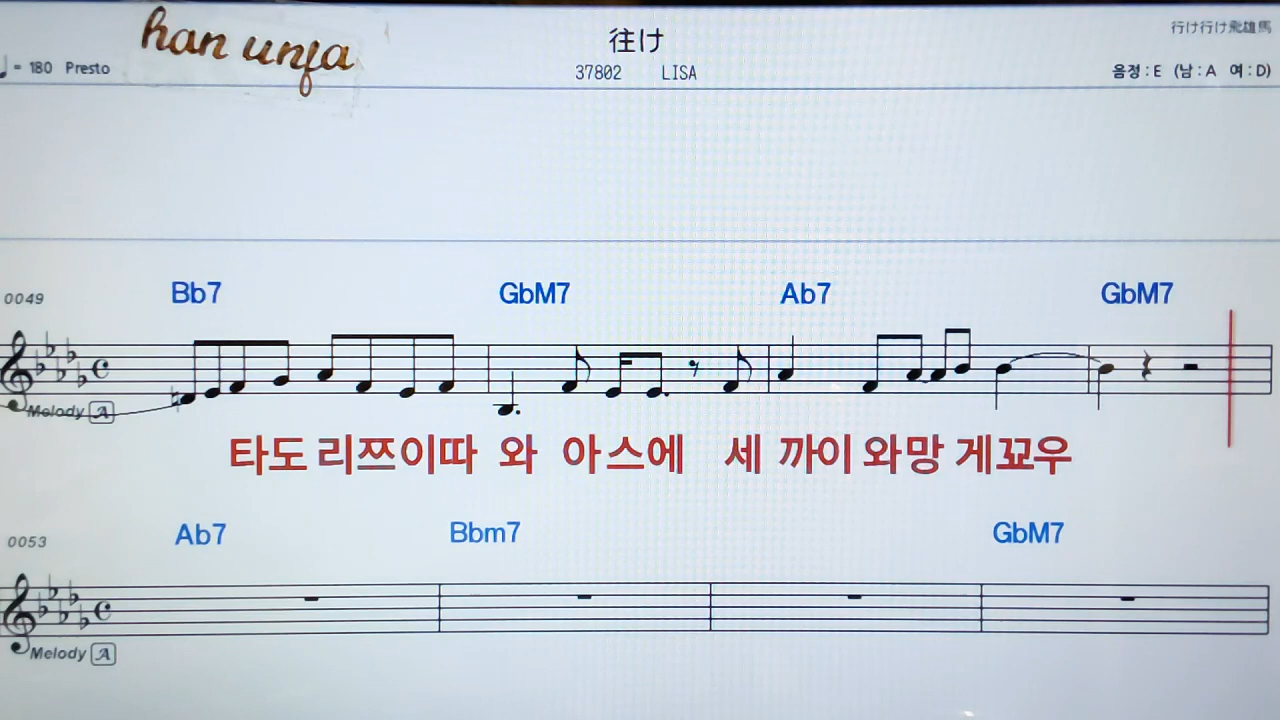 han unfa
往け
行け行け飛雄馬
♩ = 180 Presto
37802 LISA
음정 : E (남 : A 여 : D)
Bb7 GbM7 Ab7 GbM7
0049
Melody A
타도 리쯔이따 와 아스에 세 까이 와망 게꾜우
Ab7 Bbm7 GbM7
0053
Melody A